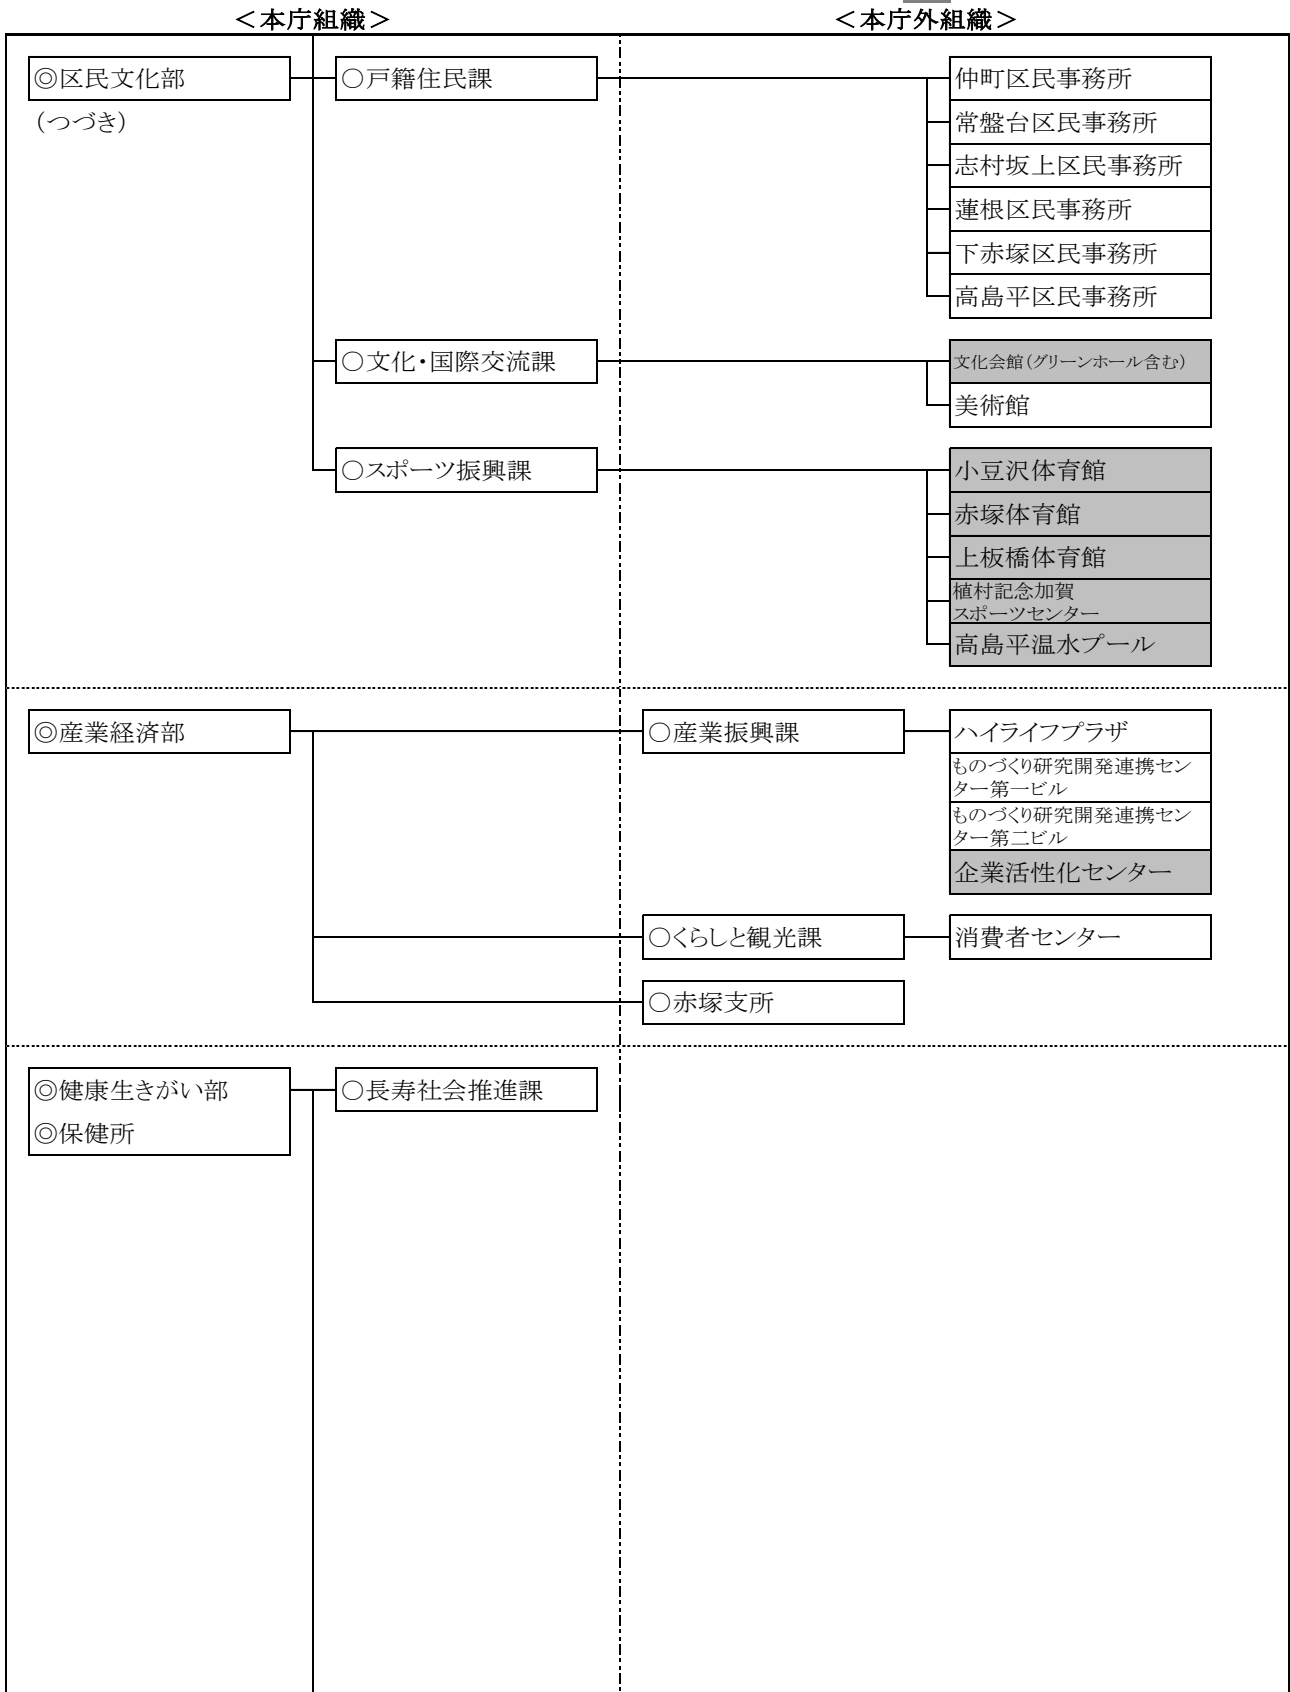 ＜本庁組織＞
＜本庁外組織＞
◎区民文化部
（つづき）
○戸籍住民課
仲町区民事務所
常盤台区民事務所
志村坂上区民事務所
蓮根区民事務所
下赤塚区民事務所
高島平区民事務所
○文化・国際交流課
文化会館（グリーンホール含む）
美術館
○スポーツ振興課
小豆沢体育館
赤塚体育館
上板橋体育館
植村記念加賀
スポーツセンター
高島平温水プール
◎産業経済部
○産業振興課
ハイライフプラザ
ものづくり研究開発連携セン
ター第一ビル
ものづくり研究開発連携セン
ター第二ビル
企業活性化センター
○くらしと観光課
消費者センター
○赤塚支所
◎健康生きがい部
◎保健所
○長寿社会推進課